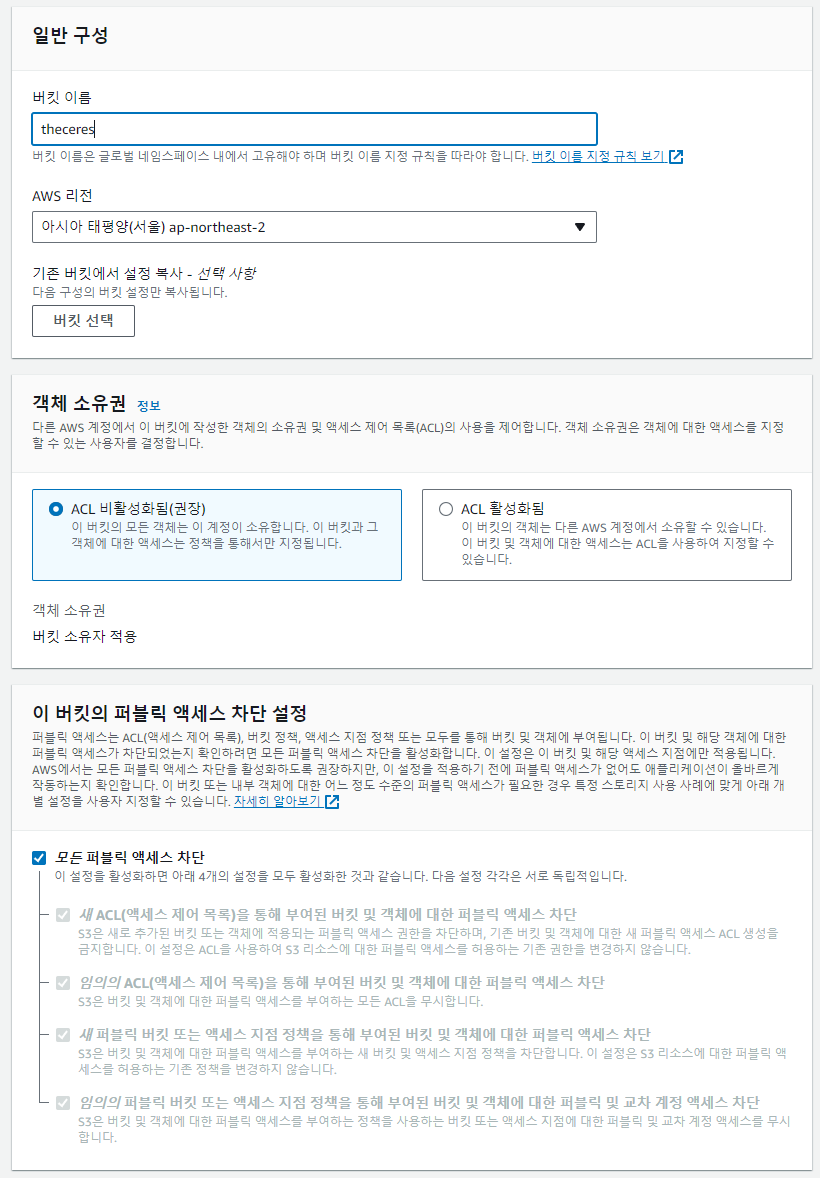 일반 구성
버킷 이름
theceres
버킷 이름은 글로벌 네임스페이스 내에서 고유해야 하며 버킷 이름 지정 규칙을 따라야 합니다. 버킷 이름 지정 규칙 보기
AWS 리전
아시아 태평양(서울) ap-northeast-2
기존 버킷에서 설정 복사 - 선택 사항
다음 구성의 버킷 설정만 복사됩니다.
버킷 선택
객체 소유권 정보
다른 AWS 계정에서 이 버킷에 작성한 객체의 소유권 및 액세스 제어 목록(ACL)의 사용을 제어합니다. 객체 소유권은 객체에 대한 액세스를 지정
할 수 있는 사용자를 결정합니다.
ACL 비활성화됨(권장)
이 버킷의 모든 객체는 이 계정이 소유합니다. 이 버킷과 그
객체에 대한 액세스는 정책을 통해서만 지정됩니다.
ACL 활성화됨
이 버킷의 객체는 다른 AWS 계정에서 소유할 수 있습니다.
이 버킷 및 객체에 대한 액세스는 ACL을 사용하여 지정할 수
있습니다.
객체 소유권
버킷 소유자 적용
이 버킷의 퍼블릭 액세스 차단 설정
퍼블릭 액세스는 ACL(액세스 제어 목록), 버킷 정책, 액세스 지점 정책 또는 모두를 통해 버킷 및 객체에 부여됩니다. 이 버킷 및 해당 객체에 대한
퍼블릭 액세스가 차단되었는지 확인하려면 모든 퍼블릭 액세스 차단을 활성화합니다. 이 설정은 이 버킷 및 해당 액세스 지점에만 적용됩니다.
AWS에서는 모든 퍼블릭 액세스 차단을 활성화하도록 권장하지만, 이 설정을 적용하기 전에 퍼블릭 액세스가 없어도 애플리케이션이 올바르게
작동하는지 확인합니다. 이 버킷 또는 내부 객체에 대한 어느 정도 수준의 퍼블릭 액세스가 필요한 경우 특정 스토리지 사용 사례에 맞게 아래 개
별 설정을 사용자 지정할 수 있습니다. 자세히 알아보기
모든 퍼블릭 액세스 차단
이 설정을 활성화하면 아래 4개의 설정을 모두 활성화한 것과 같습니다. 다음 설정 각각은 서로 독립적입니다.
새 ACL(액세스 제어 목록)을 통해 부여된 버킷 및 객체에 대한 퍼블릭 액세스 차단
S3은 새로 추가된 버킷 또는 객체에 적용되는 퍼블릭 액세스 권한을 차단하며, 기존 버킷 및 객체에 대한 새 퍼블릭 액세스 ACL 생성을
금지합니다. 이 설정은 ACL을 사용하여 S3 리소스에 대한 퍼블릭 액세스를 허용하는 기존 권한을 변경하지 않습니다.
임의의 ACL(액세스 제어 목록)을 통해 부여된 버킷 및 객체에 대한 퍼블릭 액세스 차단
S3은 버킷 및 객체에 대한 퍼블릭 액세스를 부여하는 모든 ACL을 무시합니다.
새 퍼블릭 버킷 또는 액세스 지점 정책을 통해 부여된 버킷 및 객체에 대한 퍼블릭 액세스 차단
S3은 버킷 및 객체에 대한 퍼블릭 액세스를 부여하는 새 버킷 및 액세스 지점 정책을 차단합니다. 이 설정은 S3 리소스에 대한 퍼블릭 액
세스를 허용하는 기존 정책을 변경하지 않습니다.
임의의 퍼블릭 버킷 또는 액세스 지점 정책을 통해 부여된 버킷 및 객체에 대한 퍼블릭 및 교차 계정 액세스 차단
S3은 버킷 및 객체에 대한 퍼블릭 액세스를 부여하는 정책을 사용하는 버킷 또는 액세스 지점에 대한 퍼블릭 및 교차 계정 액세스를 무시
합니다.